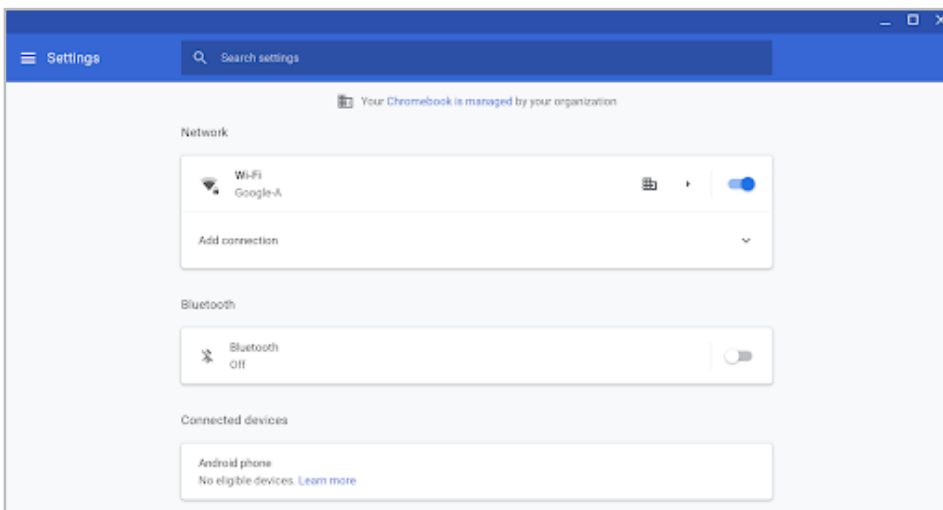 Settings
Search settings
Your Chromebook is managed by your organization
Network
Wi-Fi
Google-A
Add connection
Bluetooth
Bluetooth
Off
Connected devices
Android phone
No eligible devices. Learn more